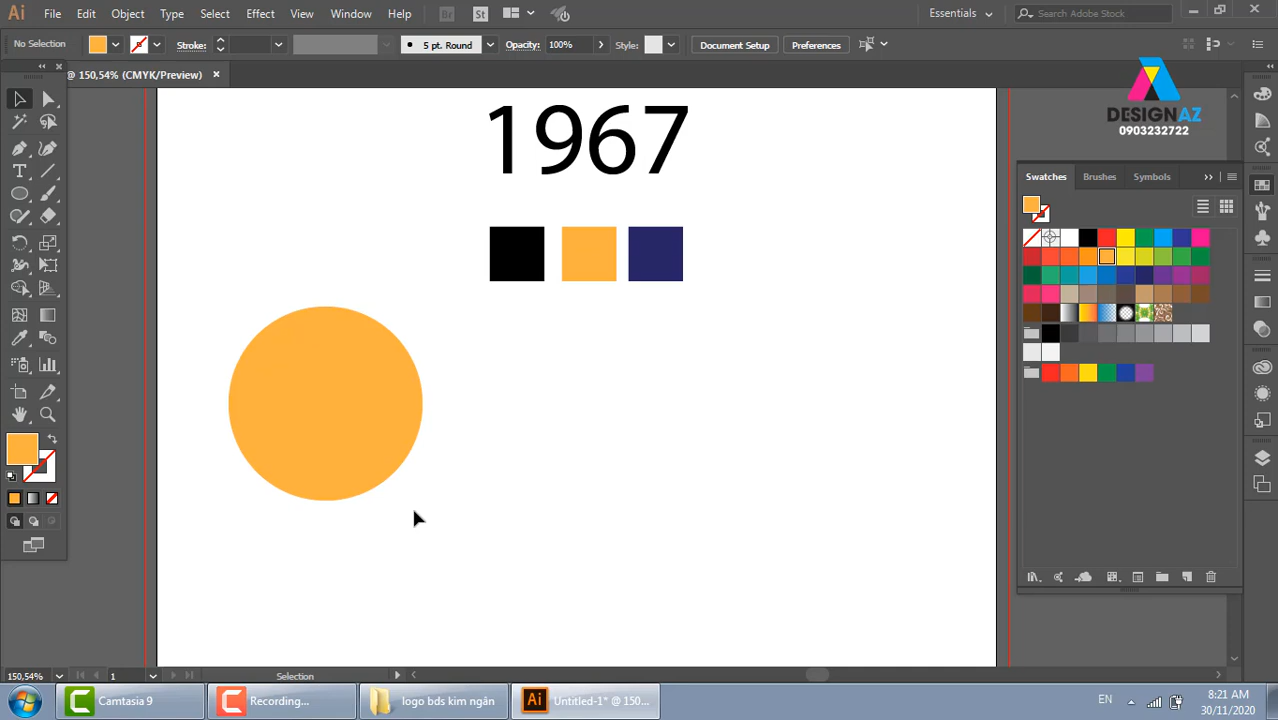 Ai File Edit Object Type Select Effect View Window Help Br St Essentials Search Adobe Stock
No Selection Stroke: 5 pt. Round Opacity: 100% Style: Document Setup Preferences
@ 150,54% (CMYK/Preview)
DESIGNAZ
0903232722
1967
Swatches Brushes Symbols
150,54% 1 Selection
Camtasia 9 Recording... logo bds kim ngân Ai Untitled-1* @ 150... EN 8:21 AM
30/11/2020